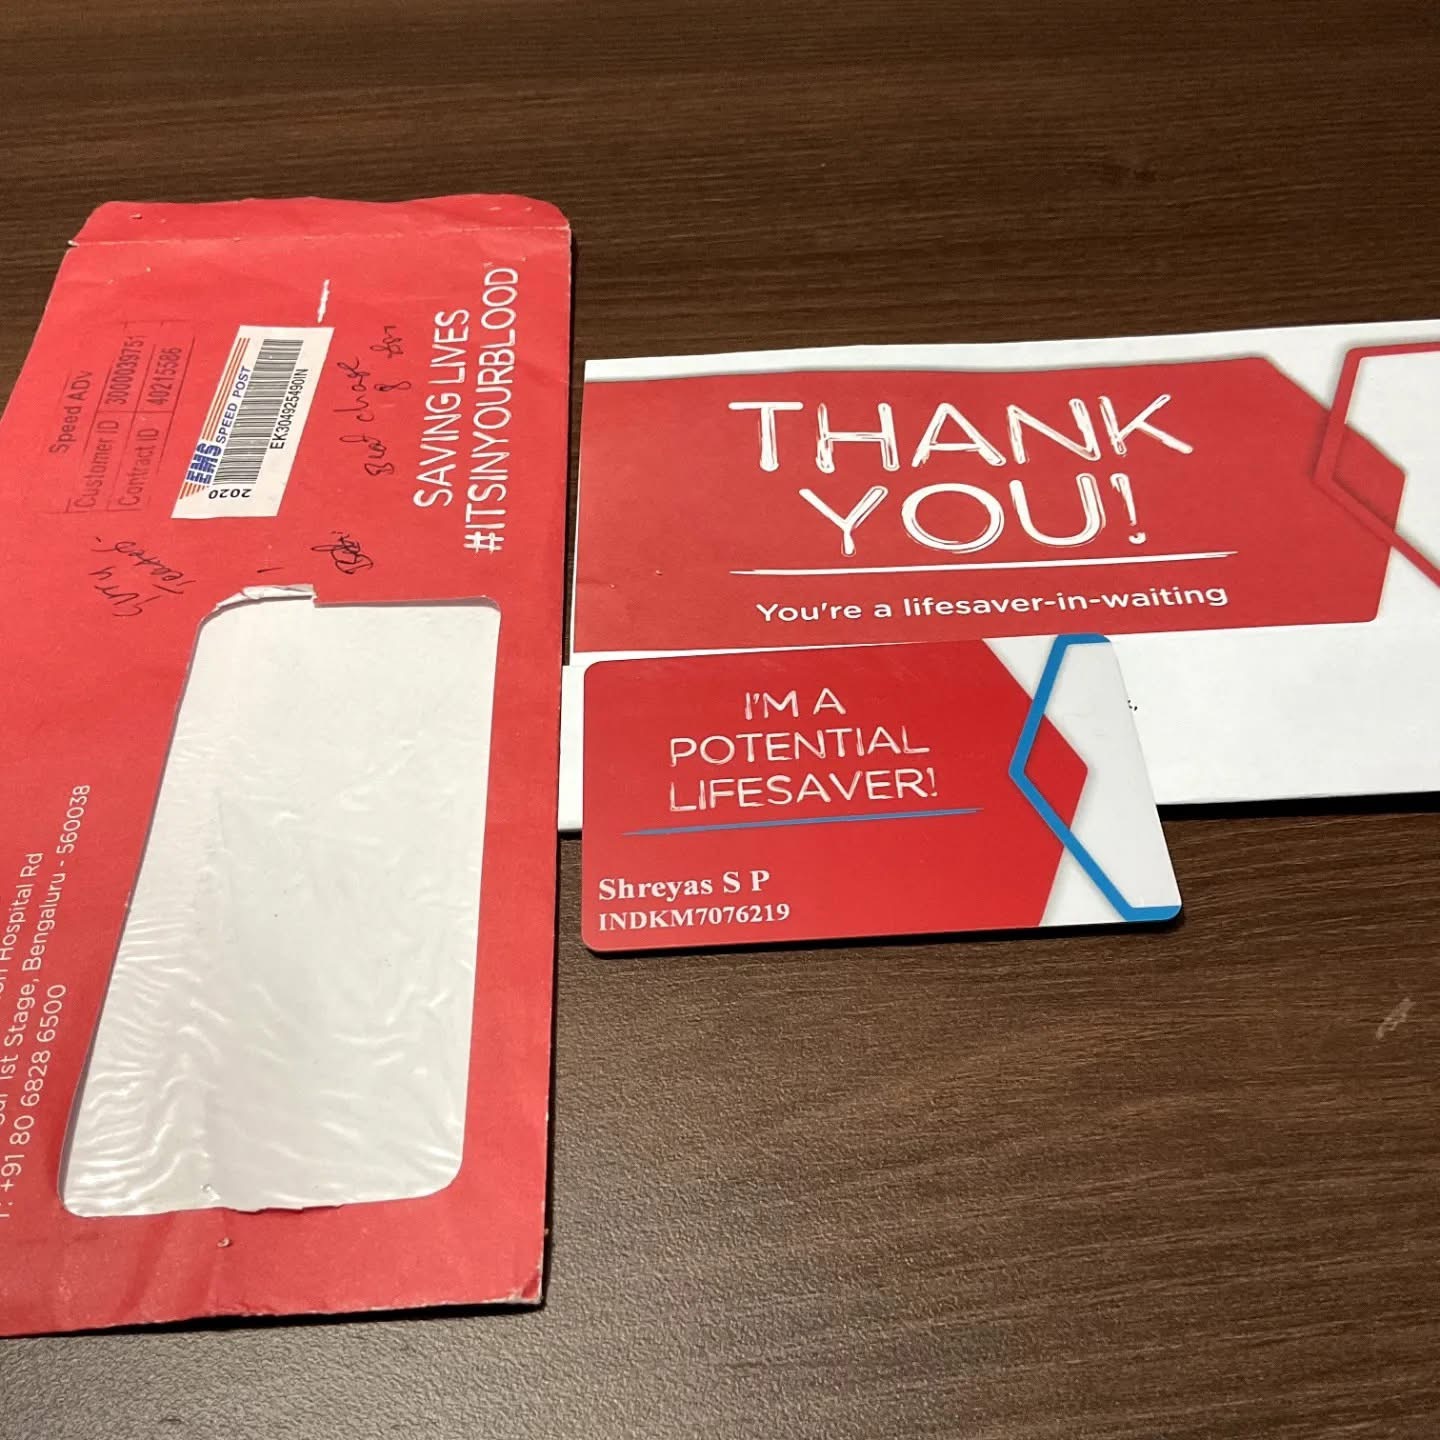 Speed ADV
Customer ID 3000039751
Contract ID 40215586
EMS SPEED POST
2020
EK304925490IN
SAVING LIVES
#ITSINYOURBLOOD
Hospital Rd
1st Stage, Bengaluru - 560038
+91 80 6828 6500
THANK
YOU!
You're a lifesaver-in-waiting
I'M A
POTENTIAL
LIFESAVER!
Shreyas S P
INDKM7076219